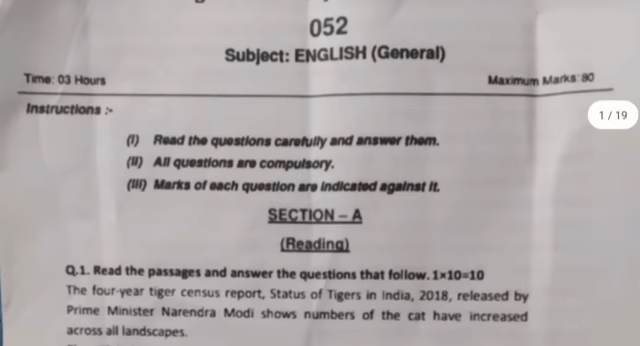 052
Subject: ENGLISH (General)
Time: 03 Hours
Maximum Marks: 80
Instructions :-
1 / 19
(I) Read the questions carefully and answer them.
(II) All questions are compulsory.
(III) Marks of each question are indicated against it.
SECTION – A
(Reading)
Q.1. Read the passages and answer the questions that follow. 1×10=10
The four-year tiger census report, Status of Tigers in India, 2018, released by
Prime Minister Narendra Modi shows numbers of the cat have increased
across all landscapes.